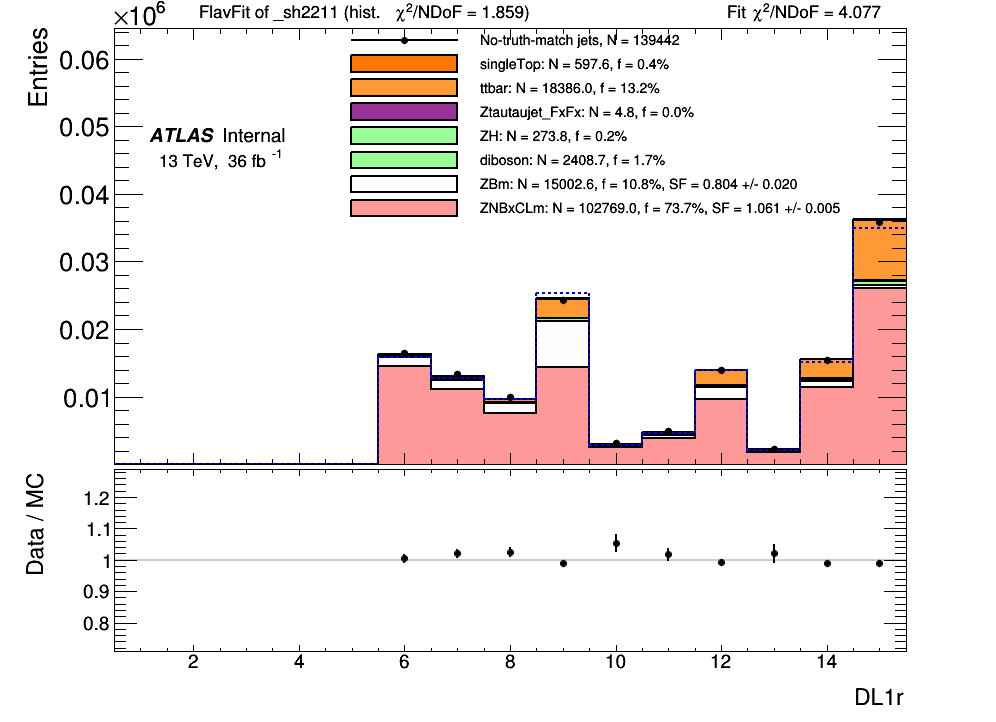 FlavFit of _sh2211 (hist. χ²/NDoF = 1.859)
Fit χ²/NDoF = 4.077
×10⁶
Entries
0.06
0.05
0.04
0.03
0.02
0.01
No-truth-match jets, N = 139442
singleTop: N = 597.6, f = 0.4%
ttbar: N = 18386.0, f = 13.2%
Ztautaujet_FxFx: N = 4.8, f = 0.0%
ZH: N = 273.8, f = 0.2%
diboson: N = 2408.7, f = 1.7%
ZBm: N = 15002.6, f = 10.8%, SF = 0.804 +/- 0.020
ZNBxCLm: N = 102769.0, f = 73.7%, SF = 1.061 +/- 0.005
ATLAS Internal
13 TeV, 36 fb⁻¹
Data / MC
1.2
1.1
1
0.9
0.8
2 4 6 8 10 12 14
DL1r